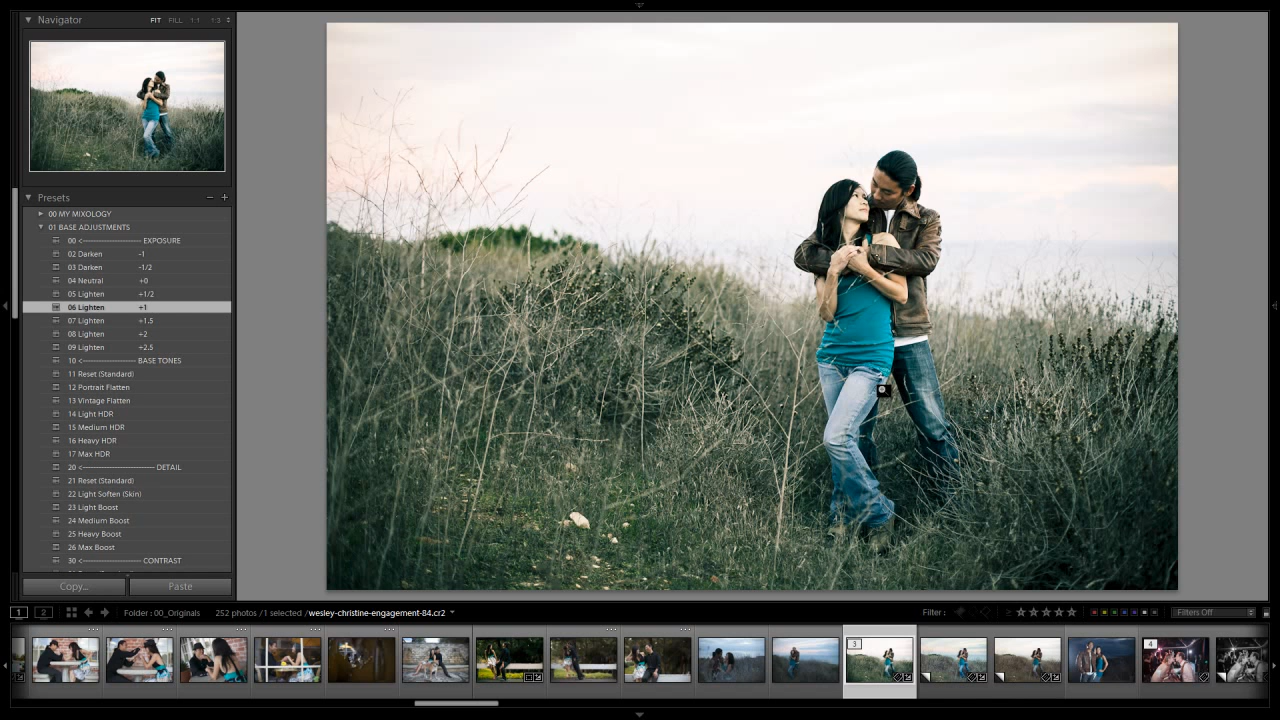 Navigator
FIT FILL 1:1 1:3
Presets
00 MY MIXOLOGY
01 BASE ADJUSTMENTS
00 <——————— EXPOSURE
02 Darken -1
03 Darken -1/2
04 Neutral +0
05 Lighten +1/2
06 Lighten +1
07 Lighten +1.5
08 Lighten +2
09 Lighten +2.5
10 <——————— BASE TONES
11 Reset (Standard)
12 Portrait Flatten
13 Vintage Flatten
14 Light HDR
15 Medium HDR
16 Heavy HDR
17 Max HDR
20 <——————— DETAIL
21 Reset (Standard)
22 Light Soften (Skin)
23 Light Boost
24 Medium Boost
25 Heavy Boost
26 Max Boost
30 <——————— CONTRAST
Copy... Paste
1 2 Folder : 00_Originals 252 photos /1 selected /wesley-christine-engagement-84.cr2 Filter : Filters Off
3 4